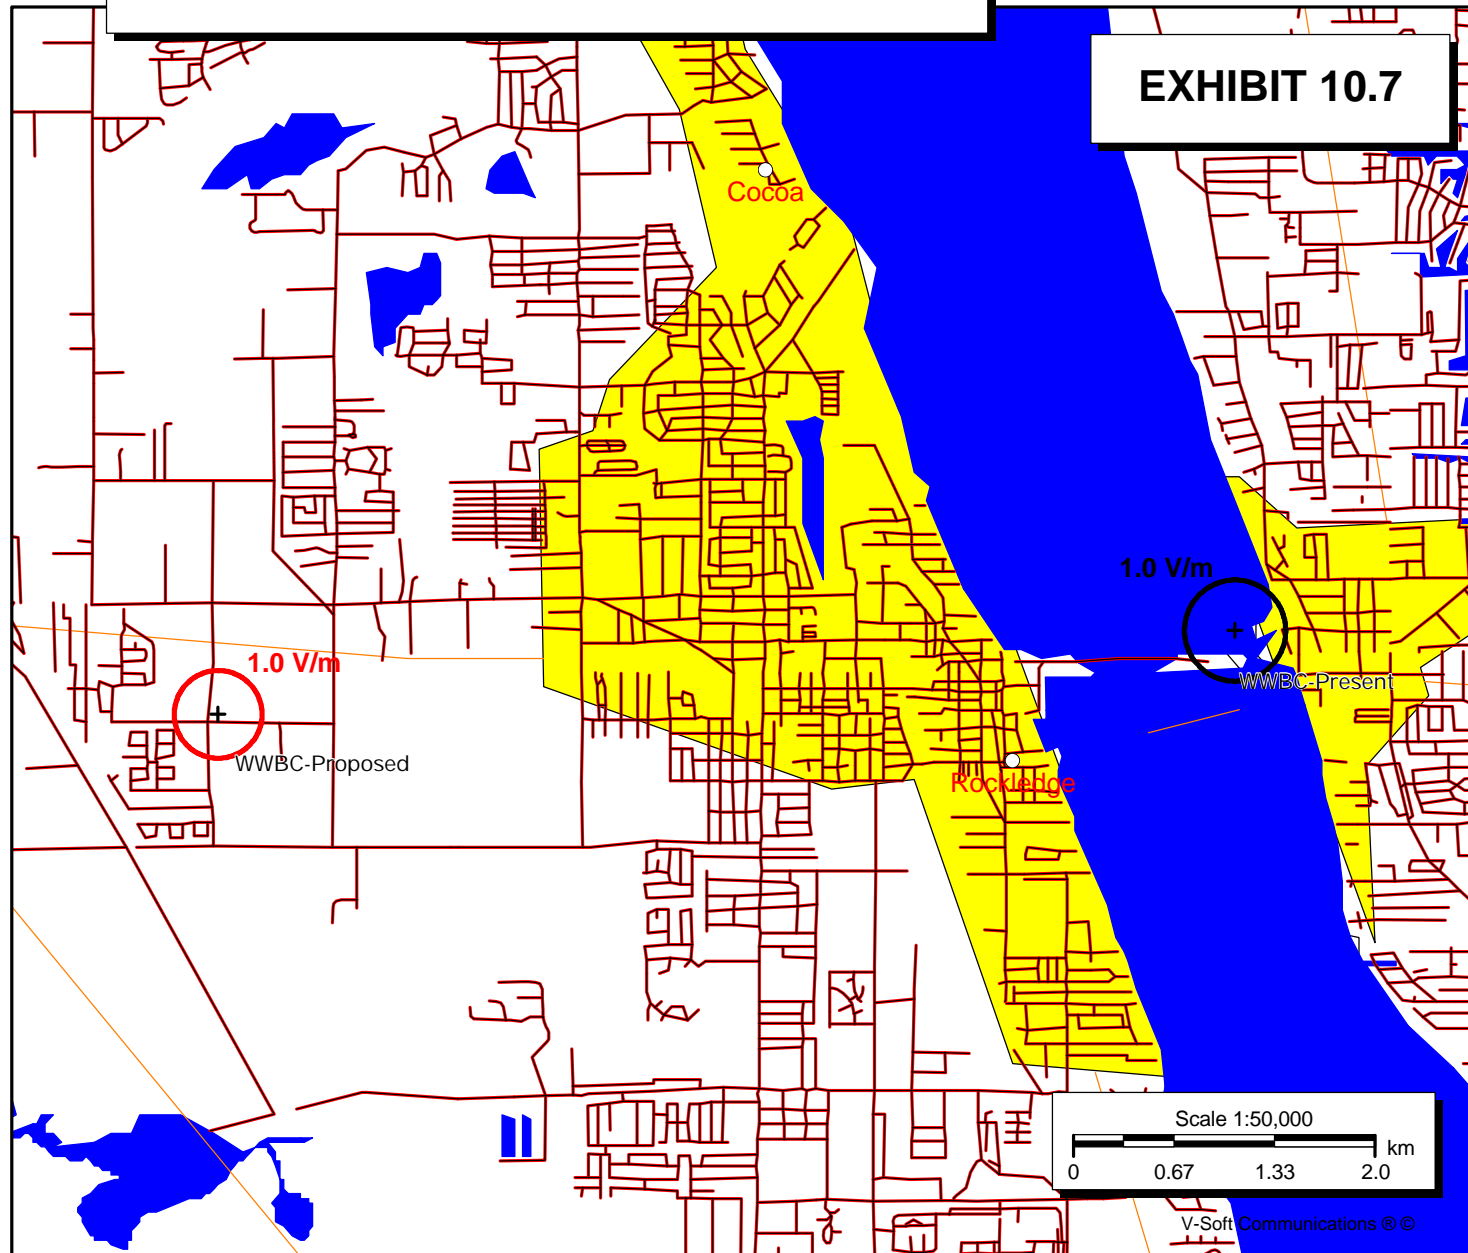 EXHIBIT 10.7
Cocoa
1.0 V/m
1.0 V/m
WWBC-Present
WWBC-Proposed
Rockledge
Scale 1:50,000
km
0 0.67 1.33 2.0
V-Soft Communications ® ©